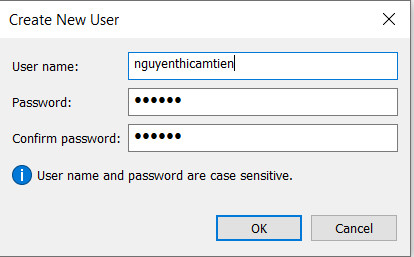 Create New User
User name: nguyenthicamtien
Password: ●●●●●●
Confirm password: ●●●●●●
User name and password are case sensitive.
OK Cancel